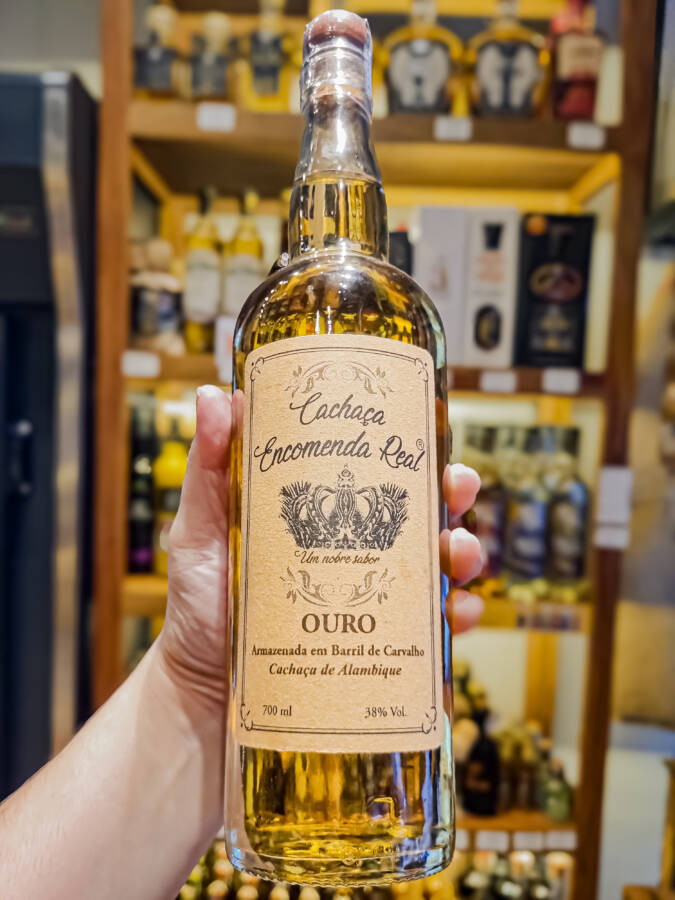 Cachaça
Encomenda Real®
Um nobre sabor
OURO
Armazenada em Barril de Carvalho
Cachaça de Alambique
700 ml 38% Vol.